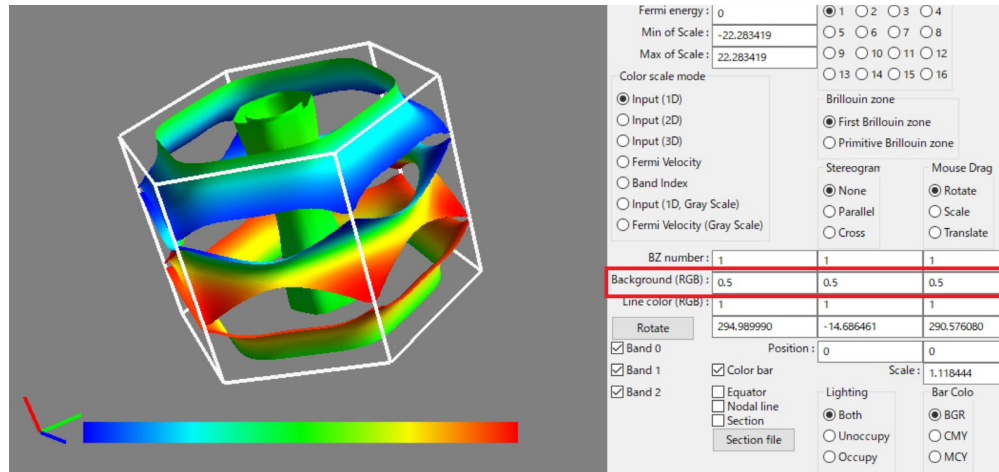 Fermi energy : 0 1 2 3 4
Min of Scale : -22.283419 5 6 7 8
Max of Scale : 22.283419 9 10 11 12
13 14 15 16
Color scale mode
Input (1D)
Input (2D)
Input (3D)
Fermi Velocity
Band Index
Input (1D, Gray Scale)
Fermi Velocity (Gray Scale)
Brillouin zone
First Brillouin zone
Primitive Brillouin zone
Stereogram Mouse Drag
None Rotate
Parallel Scale
Cross Translate
BZ number : 1 1 1
Background (RGB) : 0.5 0.5 0.5
Line color (RGB) : 1 1 1
Rotate 294.989990 -14.686461 290.576080
Band 0 Position : 0 0
Band 1 Color bar Scale : 1.118444
Band 2 Equator
Nodal line
Section
Section file
Lighting Bar Colo
Both BGR
Unoccupy CMY
Occupy MCY